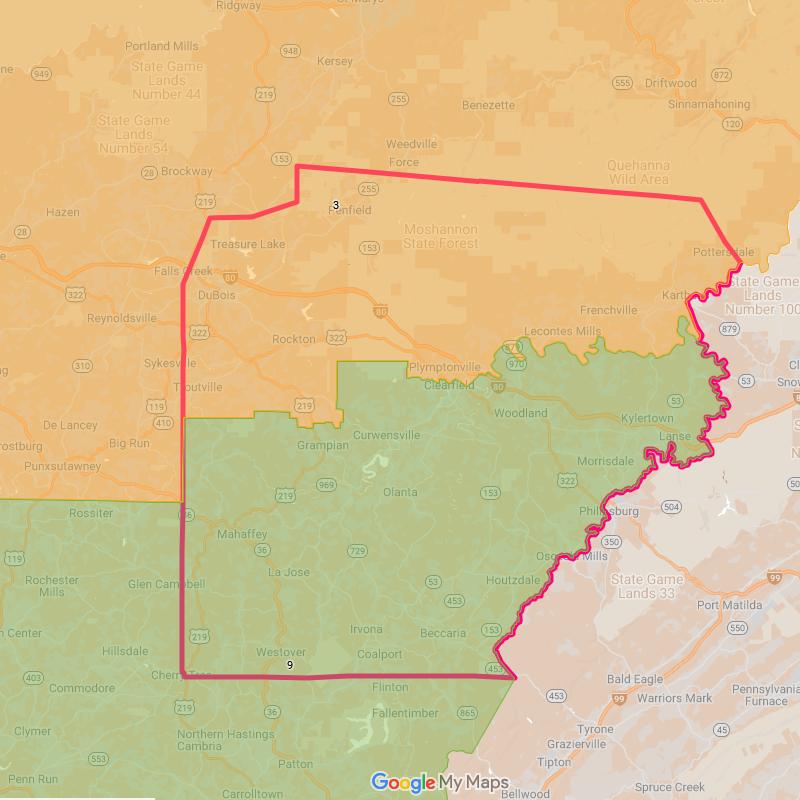 Ridgway
St Marys
Portland Mills
948
Kersey
949
State Game
Lands
Number 44
219
555
872
Driftwood
255
Benezette
Sinnamahoning
State Game
Lands
Number 54
120
Weedville
Force
Brockway
28
153
Quehanna
Wild Area
255
219
3
Penfield
Hazen
28
Moshannon
State Forest
Treasure Lake
153
Pottersdale
Falls Creek
80
322
DuBois
State Game
Lands
Number 100
Frenchville
80
Reynoldsville
322
Rockton
322
Lecontes Mills
879
879
310
Sykesville
Plymptonville
970
Troutville
Clearfield
80
53
119
219
53
Woodland
De Lancey
410
Kylertown
Big Run
Curwensville
Lanse
80
Grampian
Punxsutawney
Morrisdale
969
322
219
Olanta
153
504
Rossiter
36
Philipsburg
Mahaffey
350
36
729
119
Osceola Mills
La Jose
State Game
Lands 33
99
Rochester
Mills
Glen Campbell
53
Houtzdale
453
Port Matilda
219
Irvona
Beccaria
153
550
Hillsdale
Westover
9
Coalport
453
403
Cherry Tree
Bald Eagle
Commodore
Flinton
453
99
Warriors Mark
Pennsylvania
Furnace
219
36
Fallentimber
865
Clymer
Northern Hastings
Cambria
Tyrone
45
Grazierville
553
Patton
Tipton
Penn Run
Google My Maps
Carrolltown
Bellwood
Spruce Creek